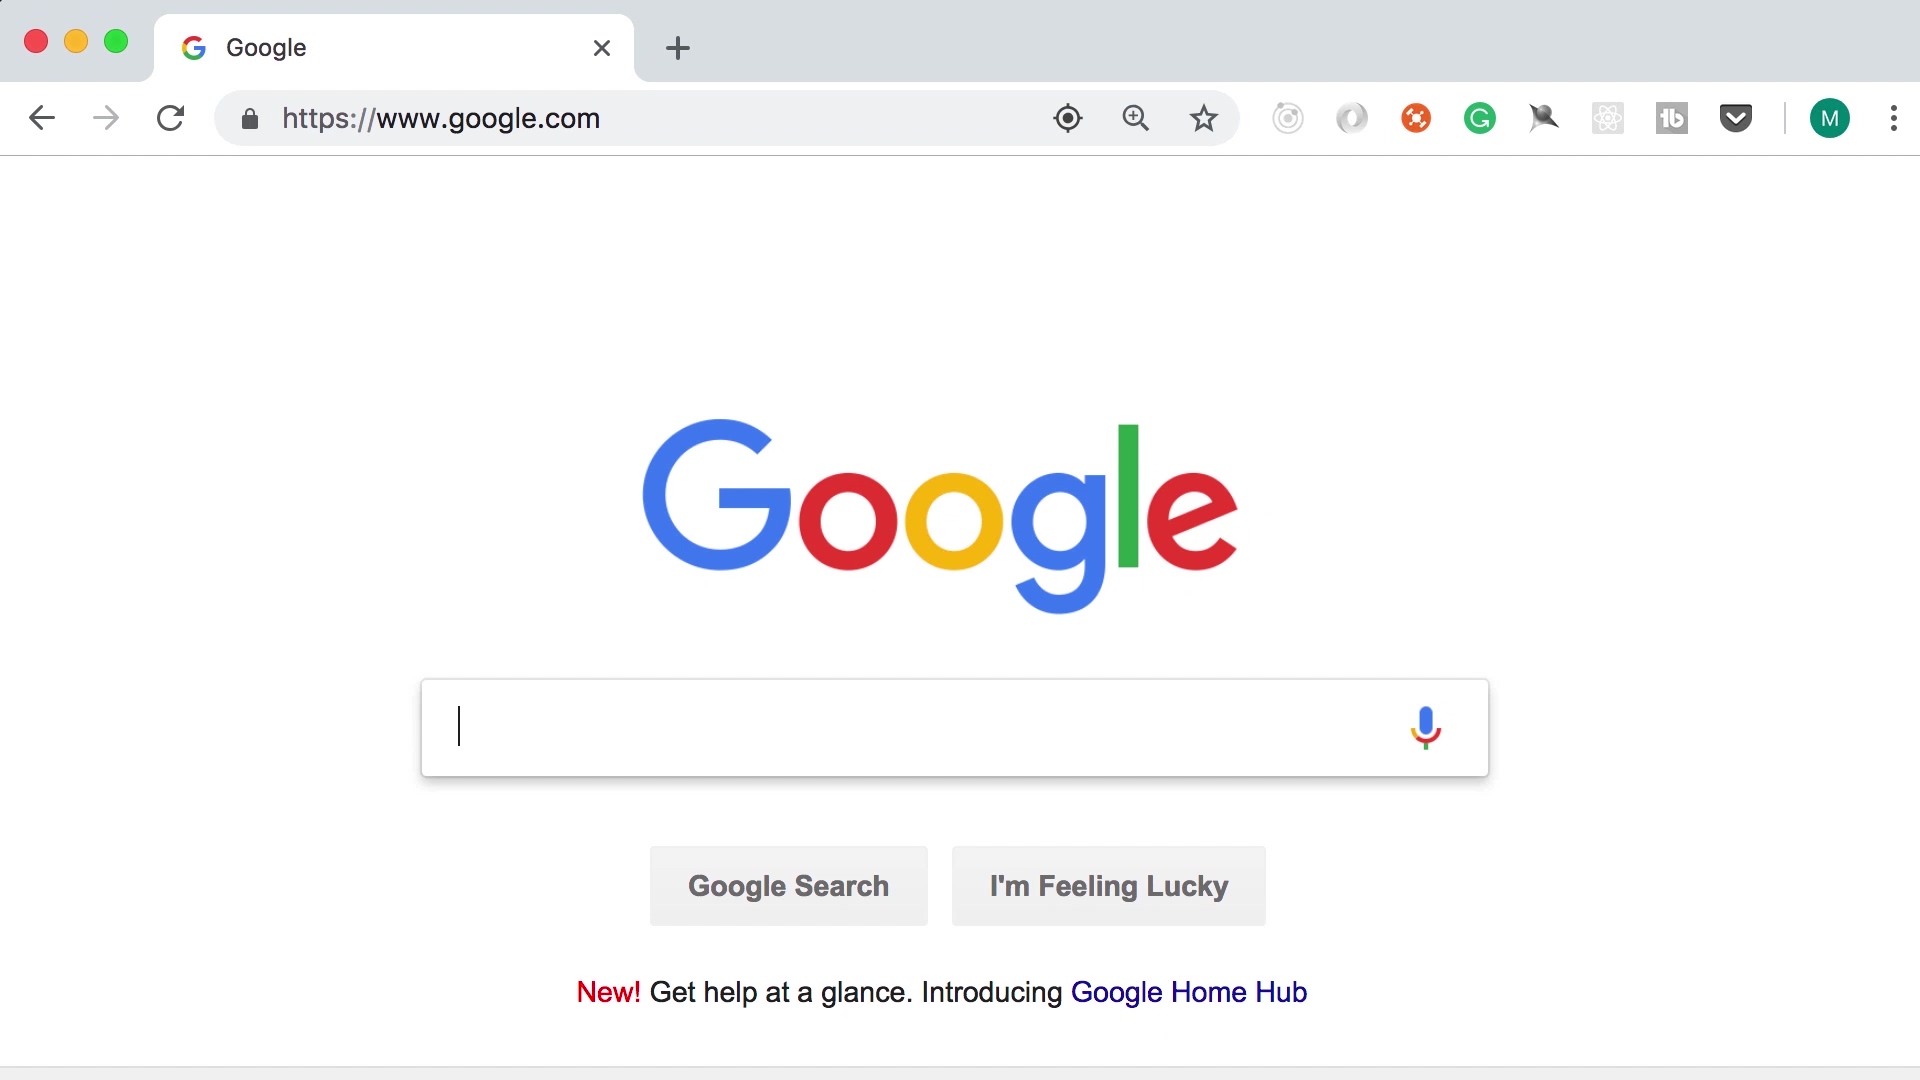 Google
https://www.google.com
M
Google
Google Search
I'm Feeling Lucky
New! Get help at a glance. Introducing Google Home Hub